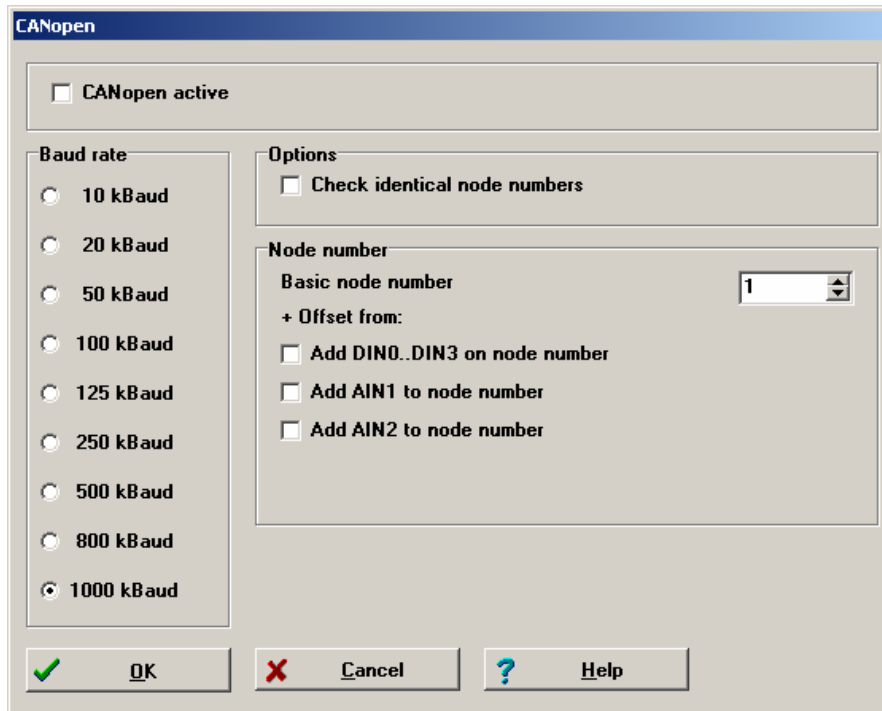 CANopen
CANopen active
Baud rate
10 kBaud
20 kBaud
50 kBaud
100 kBaud
125 kBaud
250 kBaud
500 kBaud
800 kBaud
1000 kBaud
Options
Check identical node numbers
Node number
Basic node number 1
+ Offset from:
Add DIN0..DIN3 on node number
Add AIN1 to node number
Add AIN2 to node number
OK Cancel ? Help